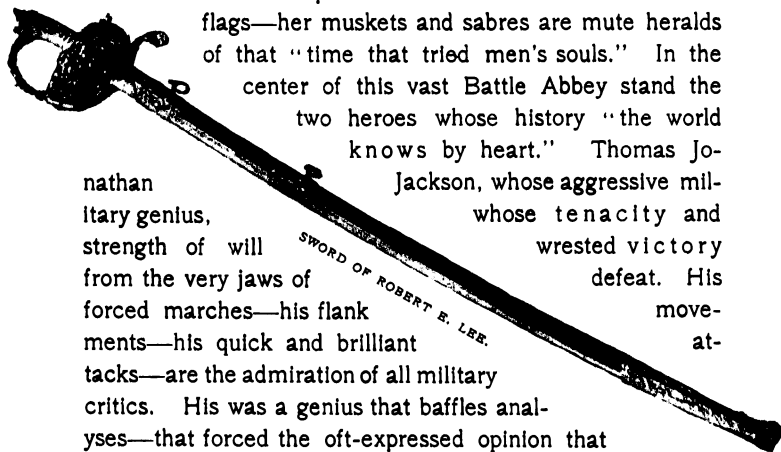 flags—her muskets and sabres are mute heralds
of that “time that tried men's souls.” In the
center of this vast Battle Abbey stand the
two heroes whose history “the world
knows by heart.” Thomas Jo-
nathan Jackson, whose aggressive mil-
itary genius, whose tenacity and
strength of will wrested victory
from the very jaws of defeat. His
forced marches—his flank move-
ments—his quick and brilliant at-
tacks—are the admiration of all military
critics. His was a genius that baffles anal-
yses—that forced the oft-expressed opinion that
SWORD OF ROBERT E. LEE.